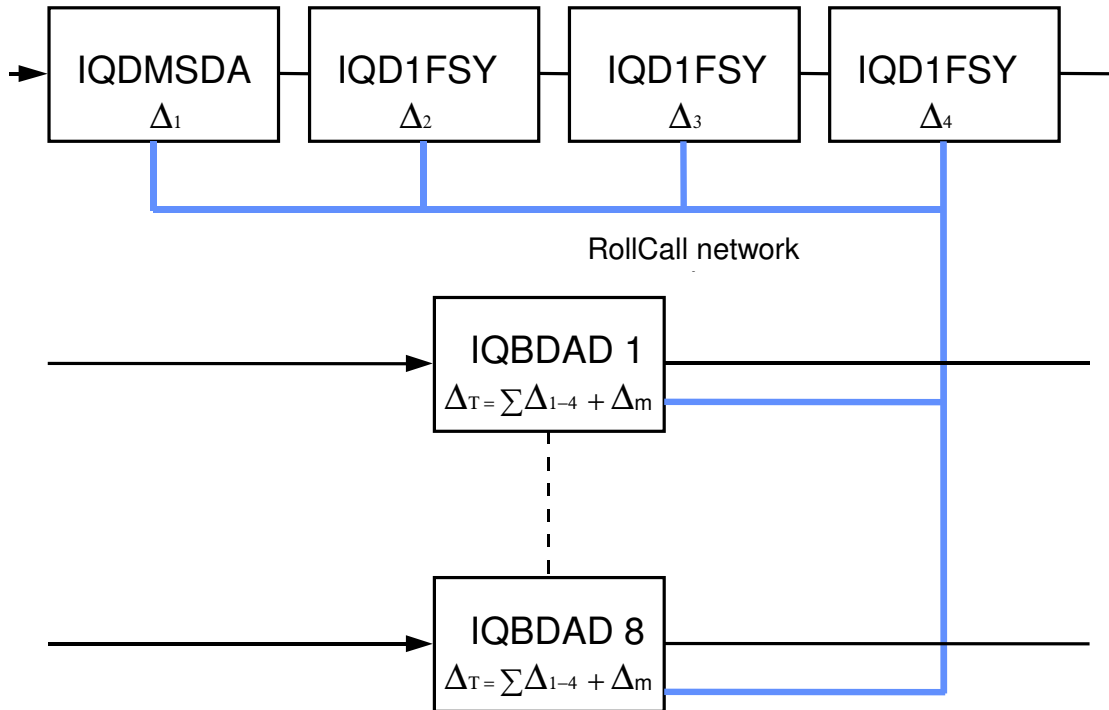 IQDMSDA IQD1FSY IQD1FSY IQD1FSY
Δ1 Δ2 Δ3 Δ4
RollCall network
IQBDAD 1
ΔT = ∑Δ1–4 + Δm
IQBDAD 8
ΔT = ∑Δ1–4 + Δm